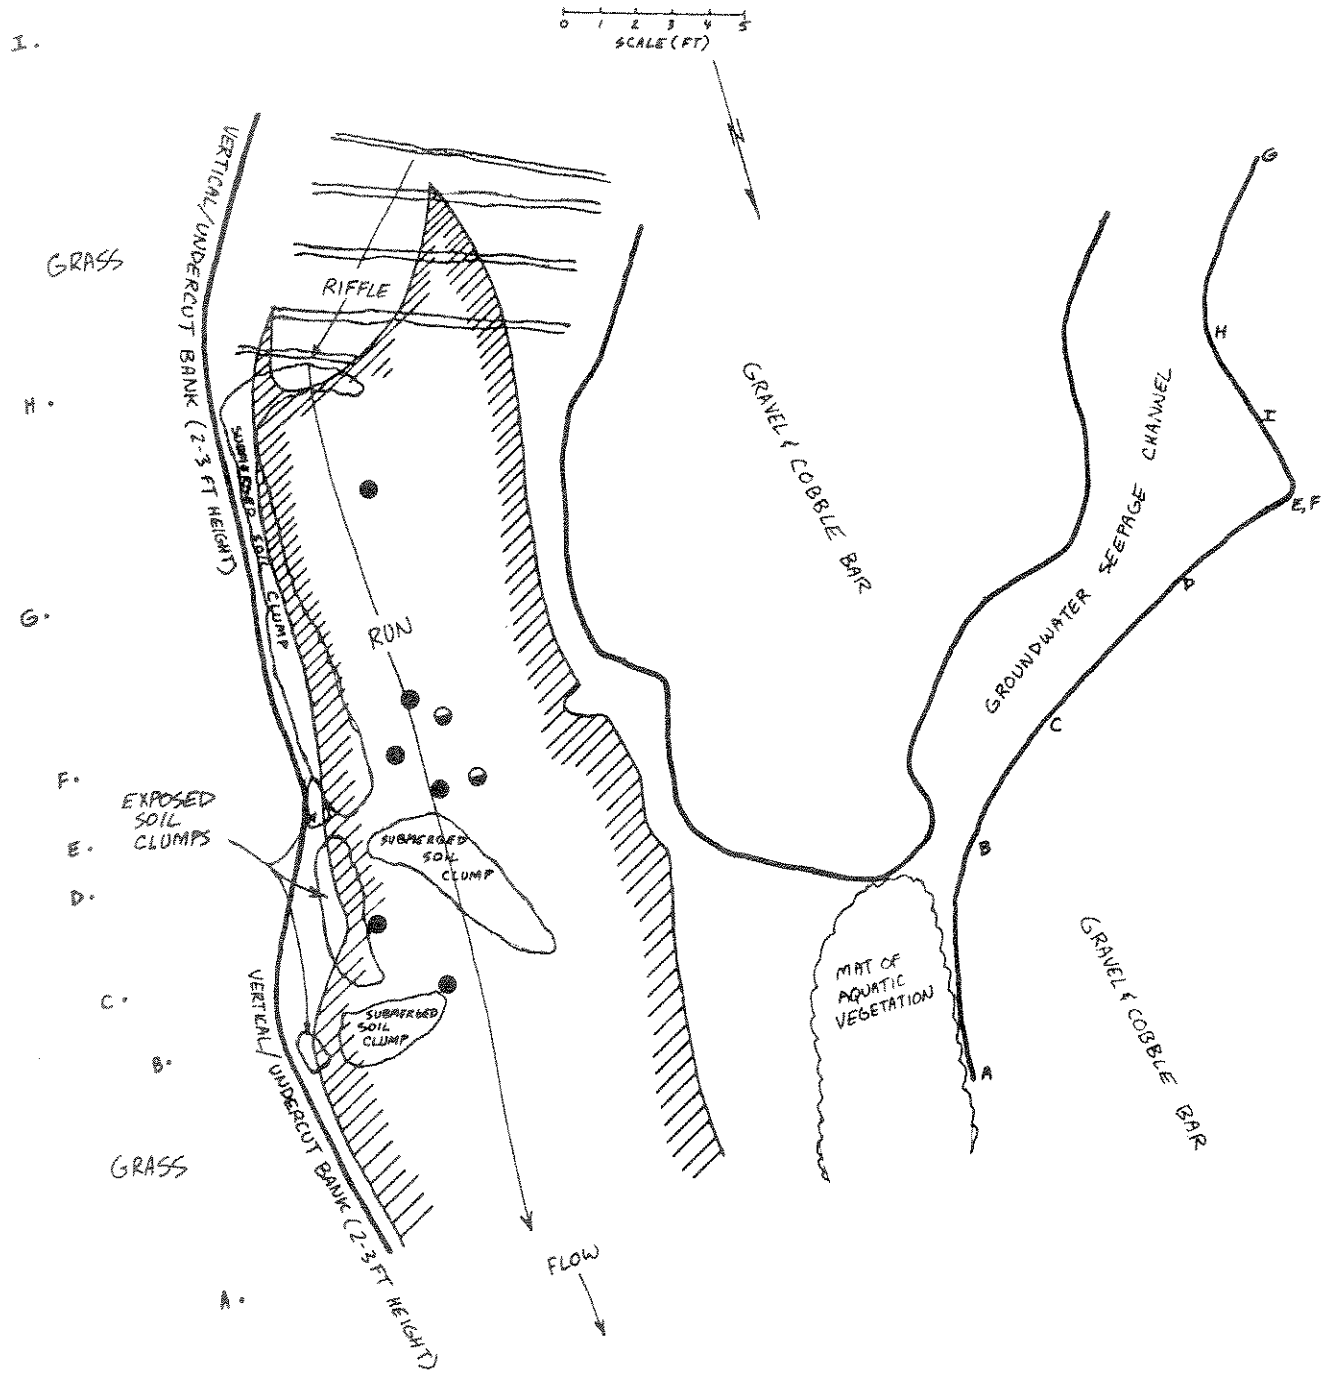 0 1 2 3 4 5
SCALE (FT)
I.
N
VERTICAL/UNDERCUT BANK (2-3 FT HEIGHT)
GRASS
RIFFLE
G
H
I
E,F
D
C
B
A
H.
GRAVEL & COBBLE BAR
GROUNDWATER SEEPAGE CHANNEL
SUBMERGED SOIL CLUMP
G.
RUN
F.
EXPOSED
SOIL
CLUMPS
E.
D.
SUBMERGED
SOIL
CLUMP
MAT OF
AQUATIC
VEGETATION
GRAVEL & COBBLE BAR
C.
SUBMERGED
SOIL
CLUMP
B.
VERTICAL/UNDERCUT BANK (2-3 FT HEIGHT)
GRASS
FLOW
A.